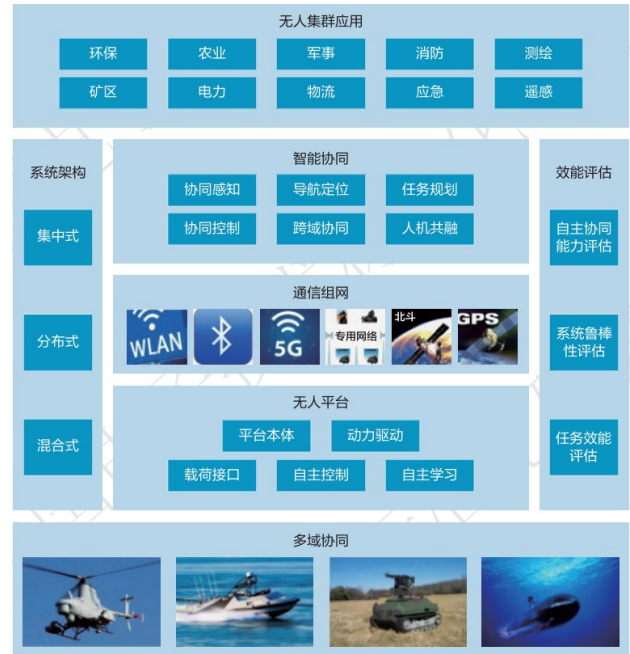 无人集群应用
环保
农业
军事
消防
测绘
矿区
电力
物流
应急
遥感
系统架构
集中式
分布式
混合式
智能协同
协同感知
导航定位
任务规划
协同控制
跨域协同
人机共融
通信组网
WLAN
5G
专用网络
北斗
GPS
无人平台
平台本体
动力驱动
载荷接口
自主控制
自主学习
效能评估
自主协同
能力评估
系统鲁棒
性评估
任务效能
评估
多域协同